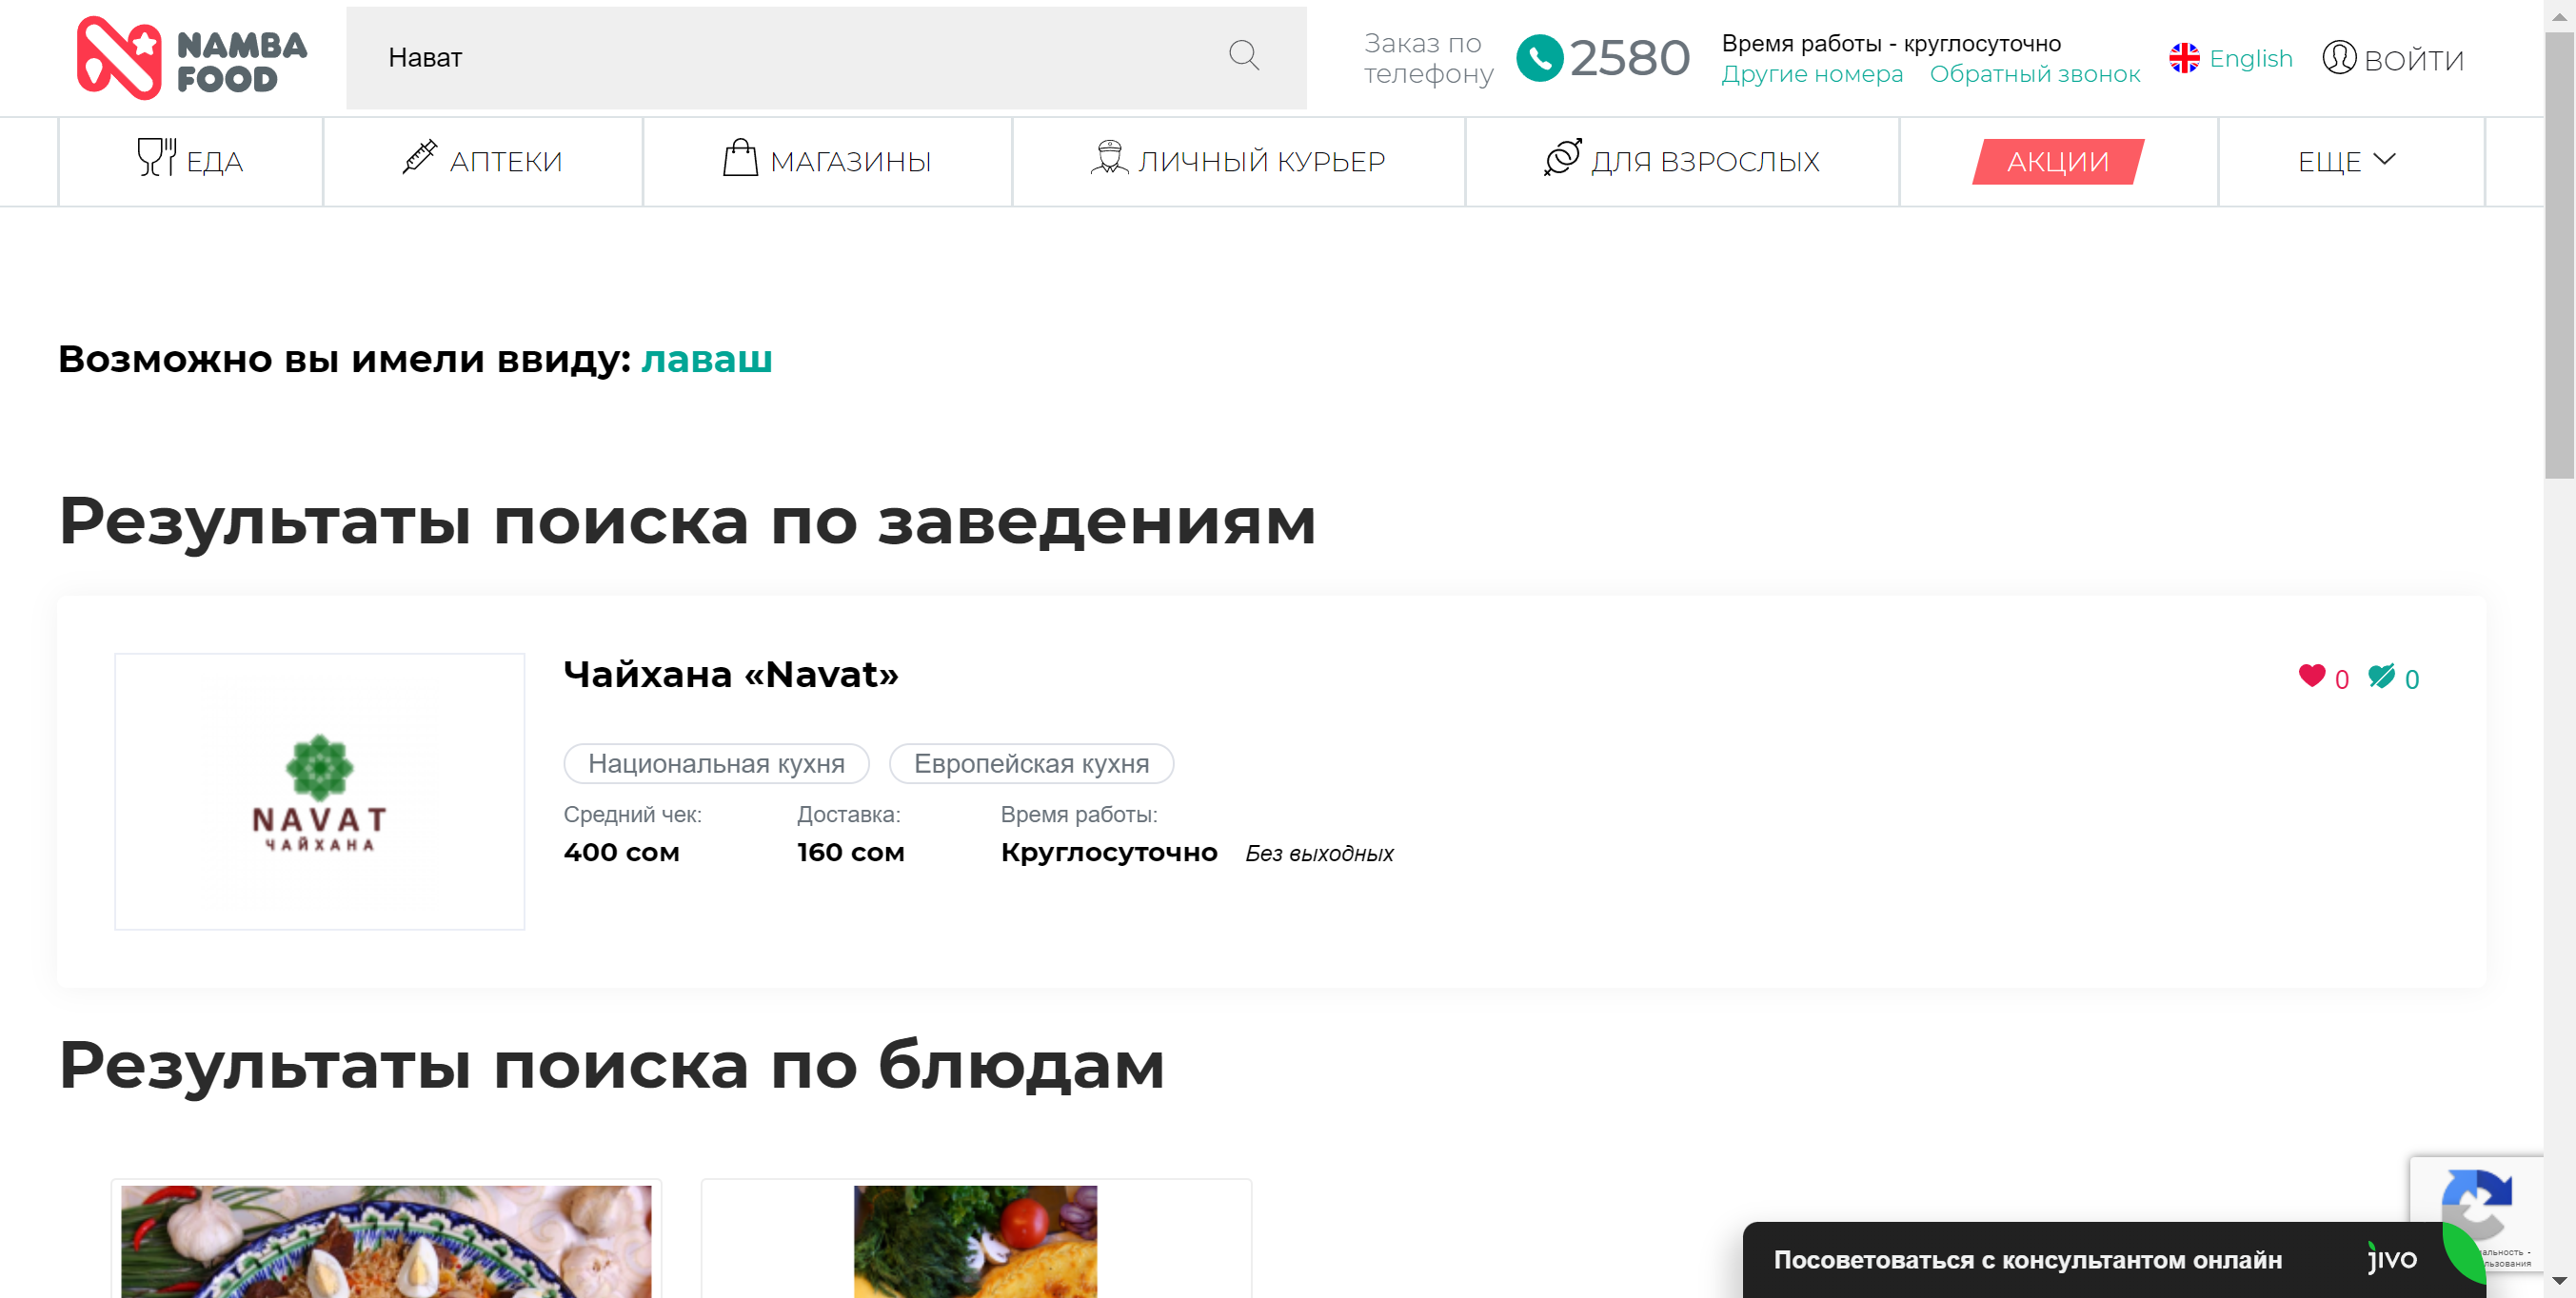 NAMBA
FOOD
Нават
Заказ по
телефону
2580
Время работы - круглосуточно
Другие номера Обратный звонок
English
ВОЙТИ
ЕДА
АПТЕКИ
МАГАЗИНЫ
ЛИЧНЫЙ КУРЬЕР
ДЛЯ ВЗРОСЛЫХ
АКЦИИ
ЕЩЕ
Возможно вы имели ввиду: лаваш
Результаты поиска по заведениям
NAVAT
ЧАЙХАНА
Чайхана «Navat»
0 0
Национальная кухня Европейская кухня
Средний чек: Доставка: Время работы:
400 сом 160 сом Круглосуточно Без выходных
Результаты поиска по блюдам
Посоветоваться с консультантом онлайн
jivo